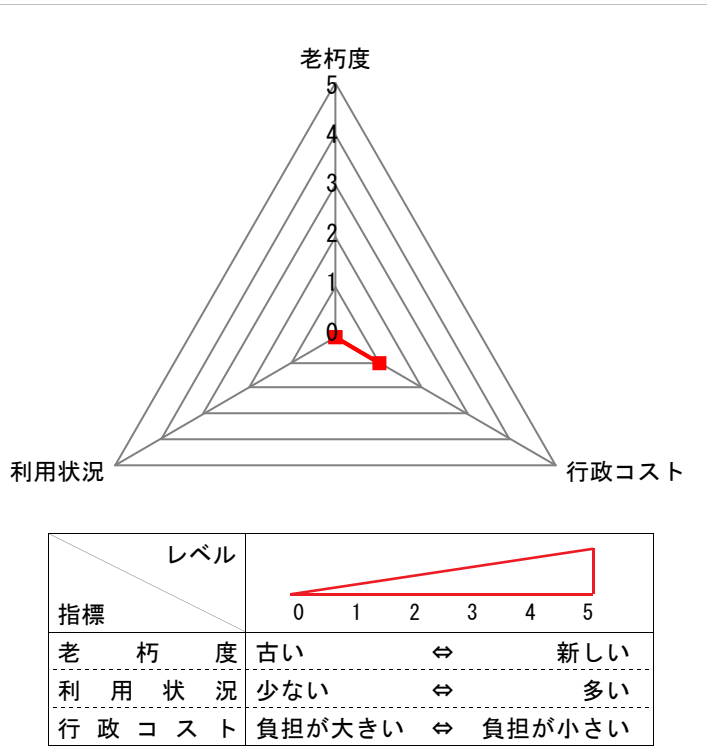 老朽度
5
4
3
2
1
0
利用状況
行政コスト
レベル
指標
0 1 2 3 4 5
老朽度 古い ⇔ 新しい
利用状況 少ない ⇔ 多い
行政コスト 負担が大きい ⇔ 負担が小さい